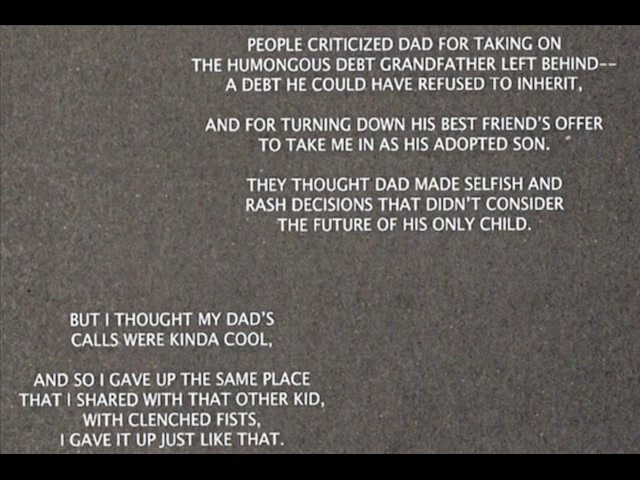 PEOPLE CRITICIZED DAD FOR TAKING ON
THE HUMONGOUS DEBT GRANDFATHER LEFT BEHIND--
A DEBT HE COULD HAVE REFUSED TO INHERIT,
AND FOR TURNING DOWN HIS BEST FRIEND'S OFFER
TO TAKE ME IN AS HIS ADOPTED SON.
THEY THOUGHT DAD MADE SELFISH AND
RASH DECISIONS THAT DIDN'T CONSIDER
THE FUTURE OF HIS ONLY CHILD.
BUT I THOUGHT MY DAD'S
CALLS WERE KINDA COOL,
AND SO I GAVE UP THE SAME PLACE
THAT I SHARED WITH THAT OTHER KID,
WITH CLENCHED FISTS,
I GAVE IT UP JUST LIKE THAT.